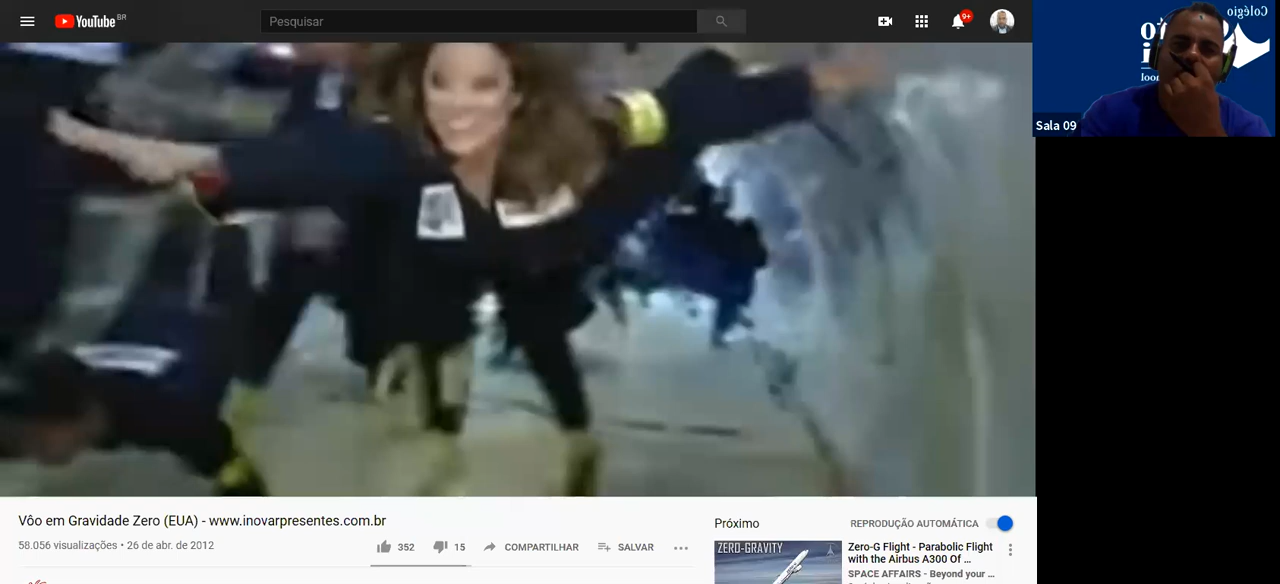 YouTube BR
Pesquisar
9+
Colégio
Sala 09
Vôo em Gravidade Zero (EUA) - www.inovarpresentes.com.br
58.056 visualizações • 26 de abr. de 2012
352
15
COMPARTILHAR
SALVAR
Próximo
REPRODUÇÃO AUTOMÁTICA
ZERO-GRAVITY
Zero-G Flight - Parabolic Flight
with the Airbus A300 Of ...
SPACE AFFAIRS - Beyond your ...